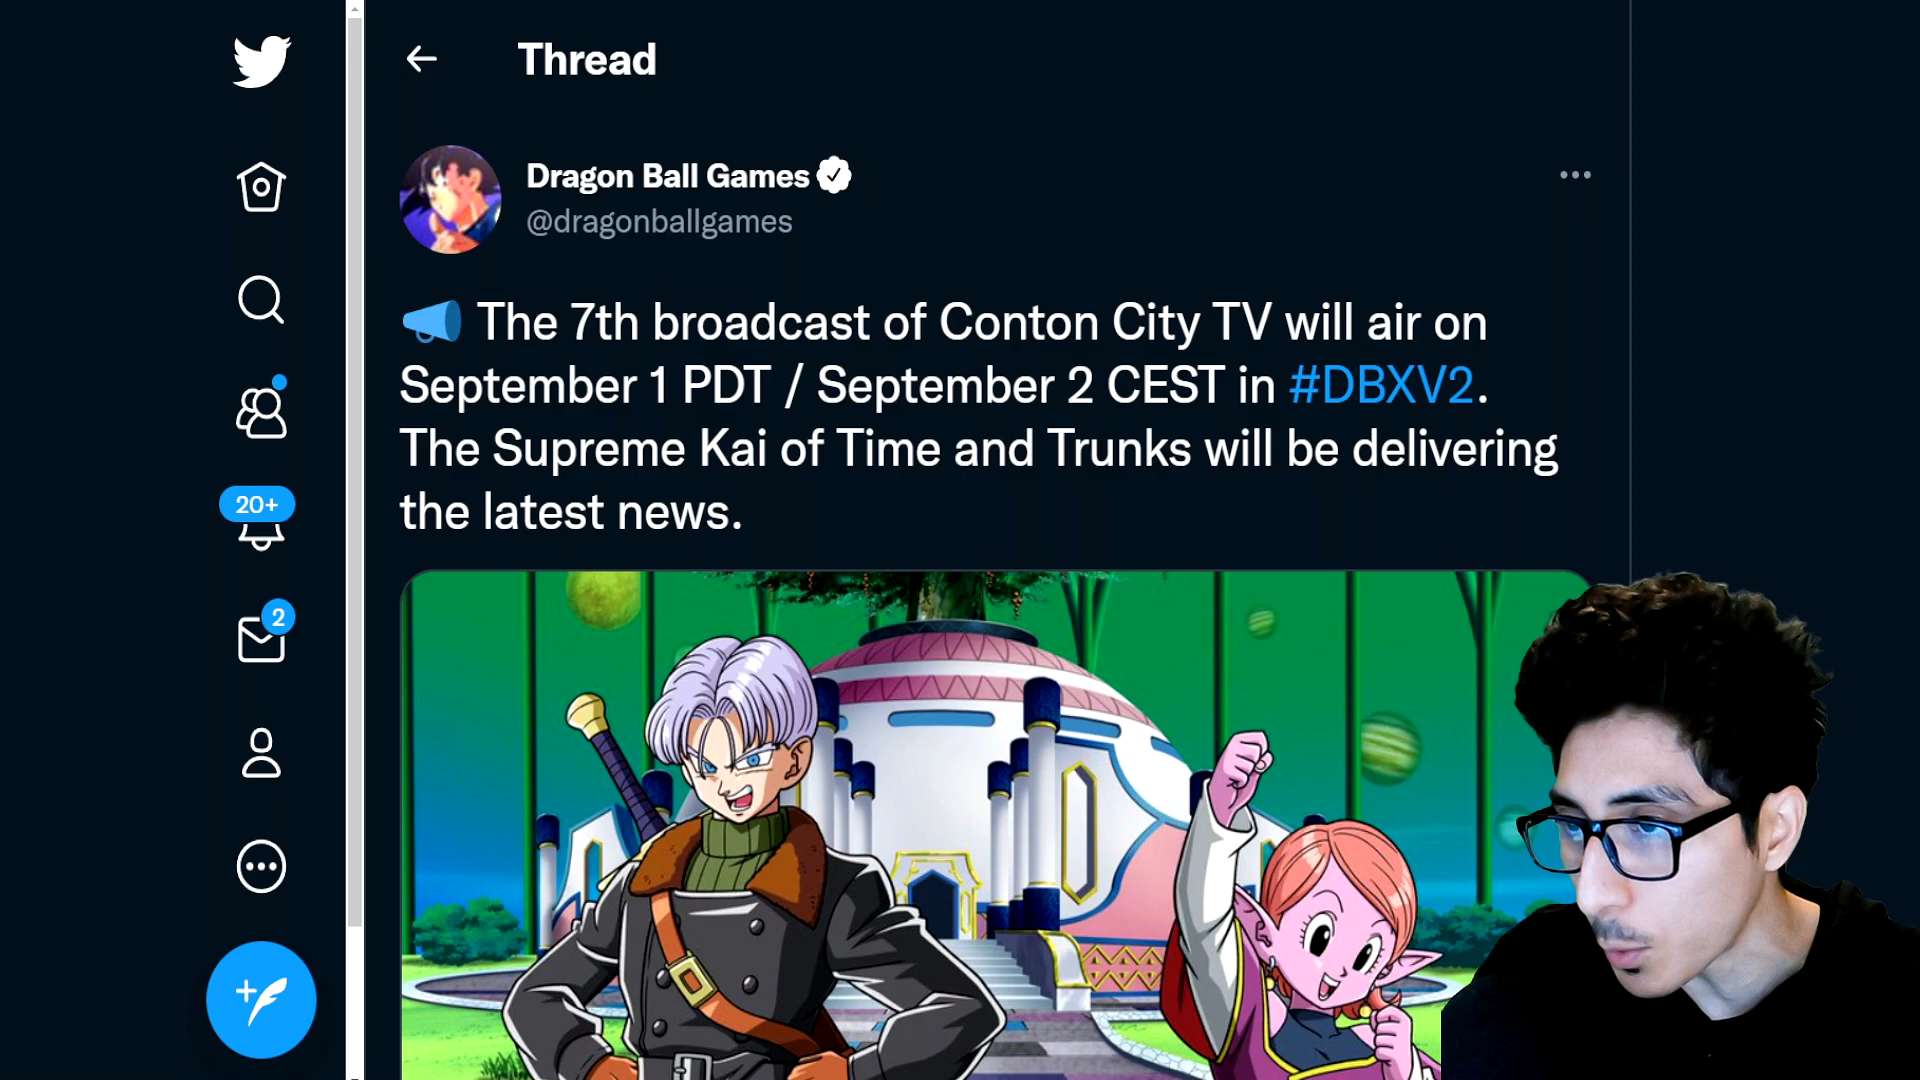 Thread
Dragon Ball Games
@dragonballgames
The 7th broadcast of Conton City TV will air on
September 1 PDT / September 2 CEST in #DBXV2.
The Supreme Kai of Time and Trunks will be delivering
the latest news.
20+
2